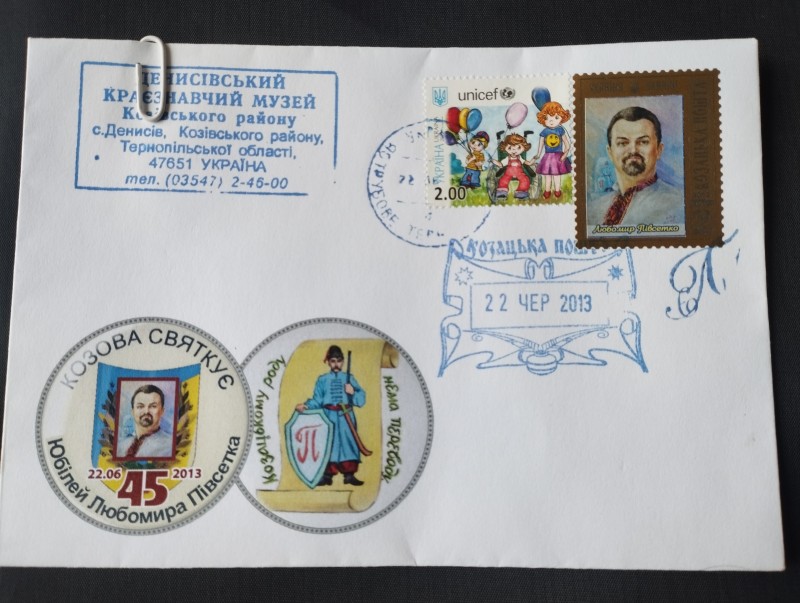 ДЕНИСІВСЬКИЙ
КРАЄЗНАВЧИЙ МУЗЕЙ
Козівського району
с.Денисів, Козівського району,
Тернопільської області,
47651 УКРАЇНА
тел. (03547) 2-46-00
unicef
УКРАЇНА
2.00
Любомир Півсетко
Козацька пошта
22 ЧЕР 2013
КОЗОВА СВЯТКУЄ
22.06 2013
45
Ювілей Любомира Півсетка
Козацькому роду
нема переводу
П